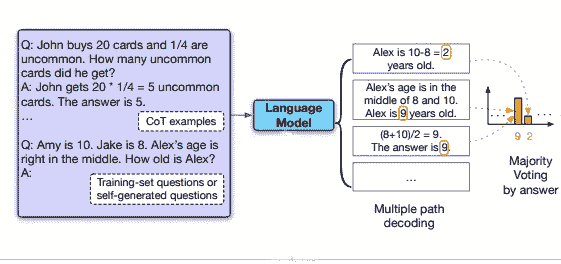 Q: John buys 20 cards and 1/4 are
uncommon. How many uncommon
cards did he get?
A: John gets 20 * 1/4 = 5 uncommon
cards. The answer is 5.
...
CoT examples
Q: Amy is 10. Jake is 8. Alex's age is
right in the middle. How old is Alex?
A:
Training-set questions or
self-generated questions
Language
Model
Alex is 10-8 = 2
years old.
Alex's age is in the
middle of 8 and 10.
Alex is 9 years old.
(8+10)/2 = 9.
The answer is 9.
...
Multiple path
decoding
9 2
Majority
Voting
by answer